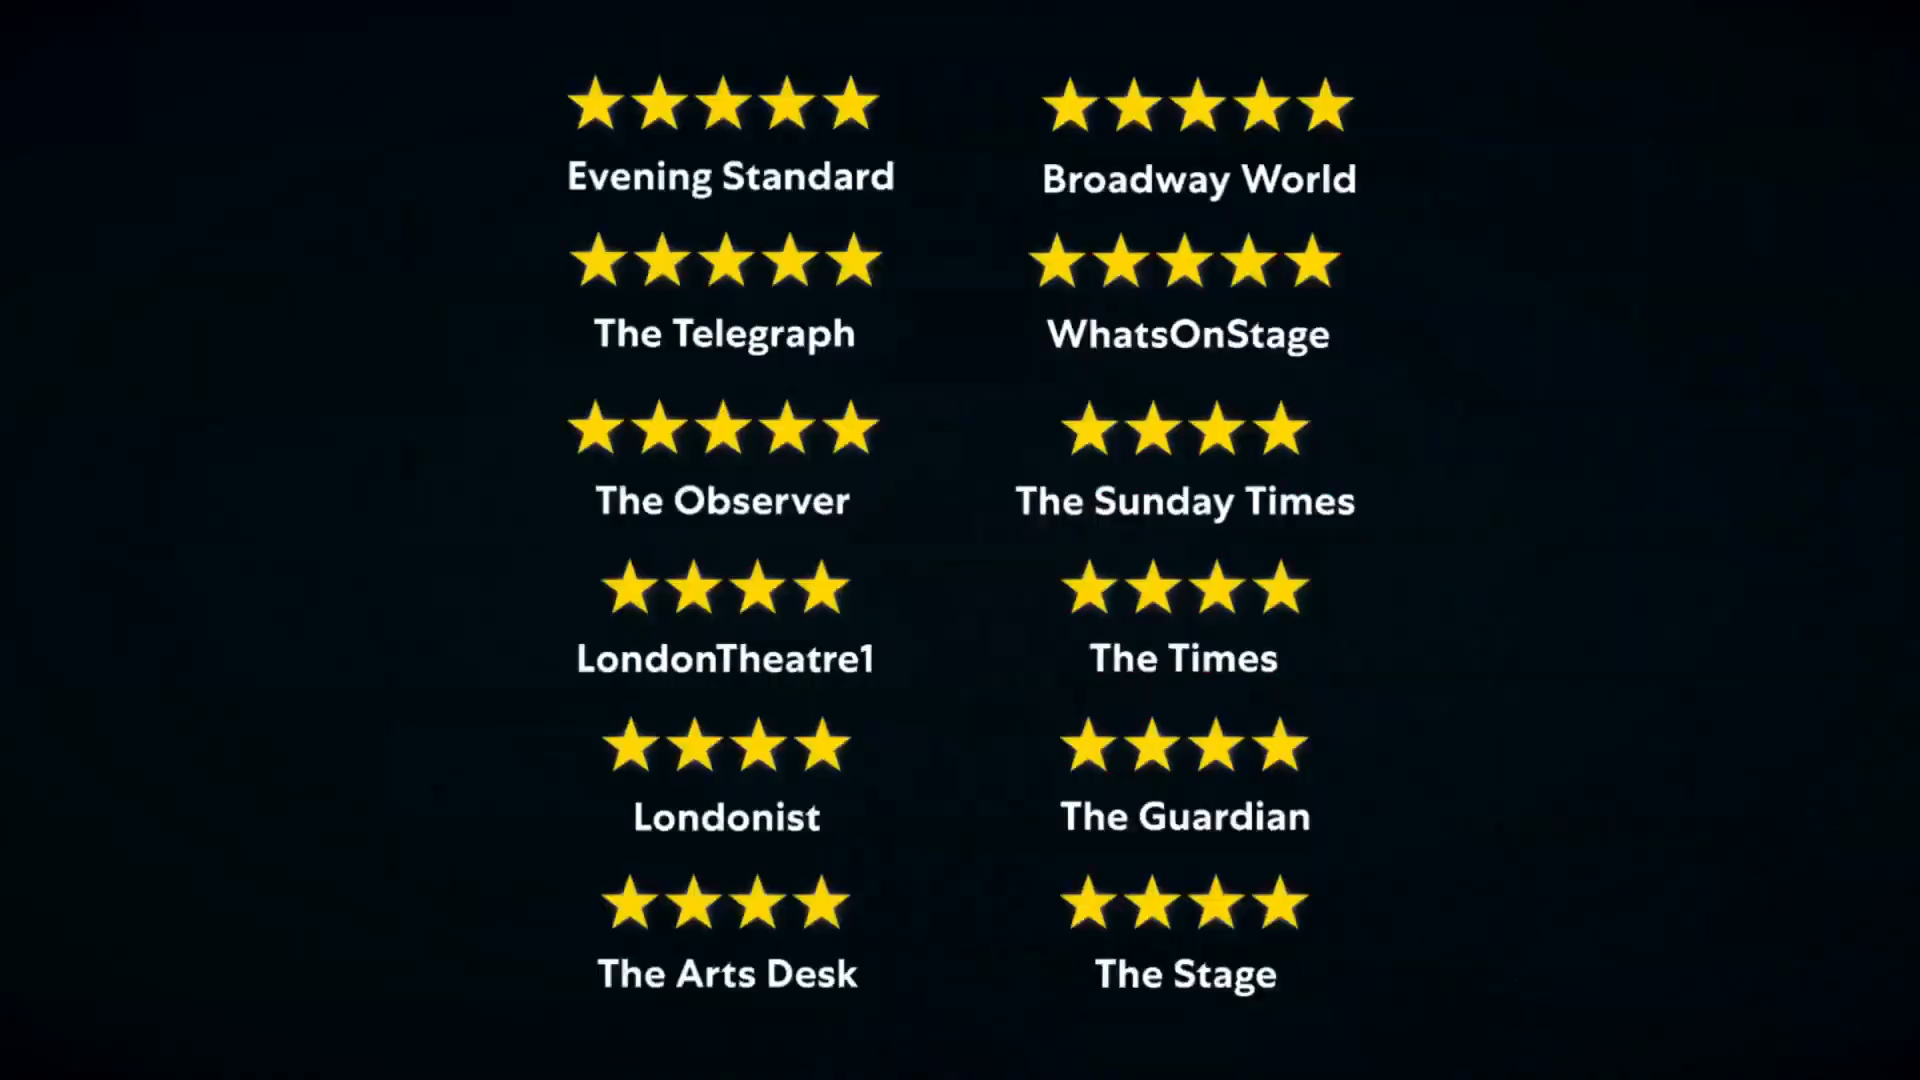 Evening Standard
Broadway World
The Telegraph
WhatsOnStage
The Observer
The Sunday Times
LondonTheatre1
The Times
Londonist
The Guardian
The Arts Desk
The Stage